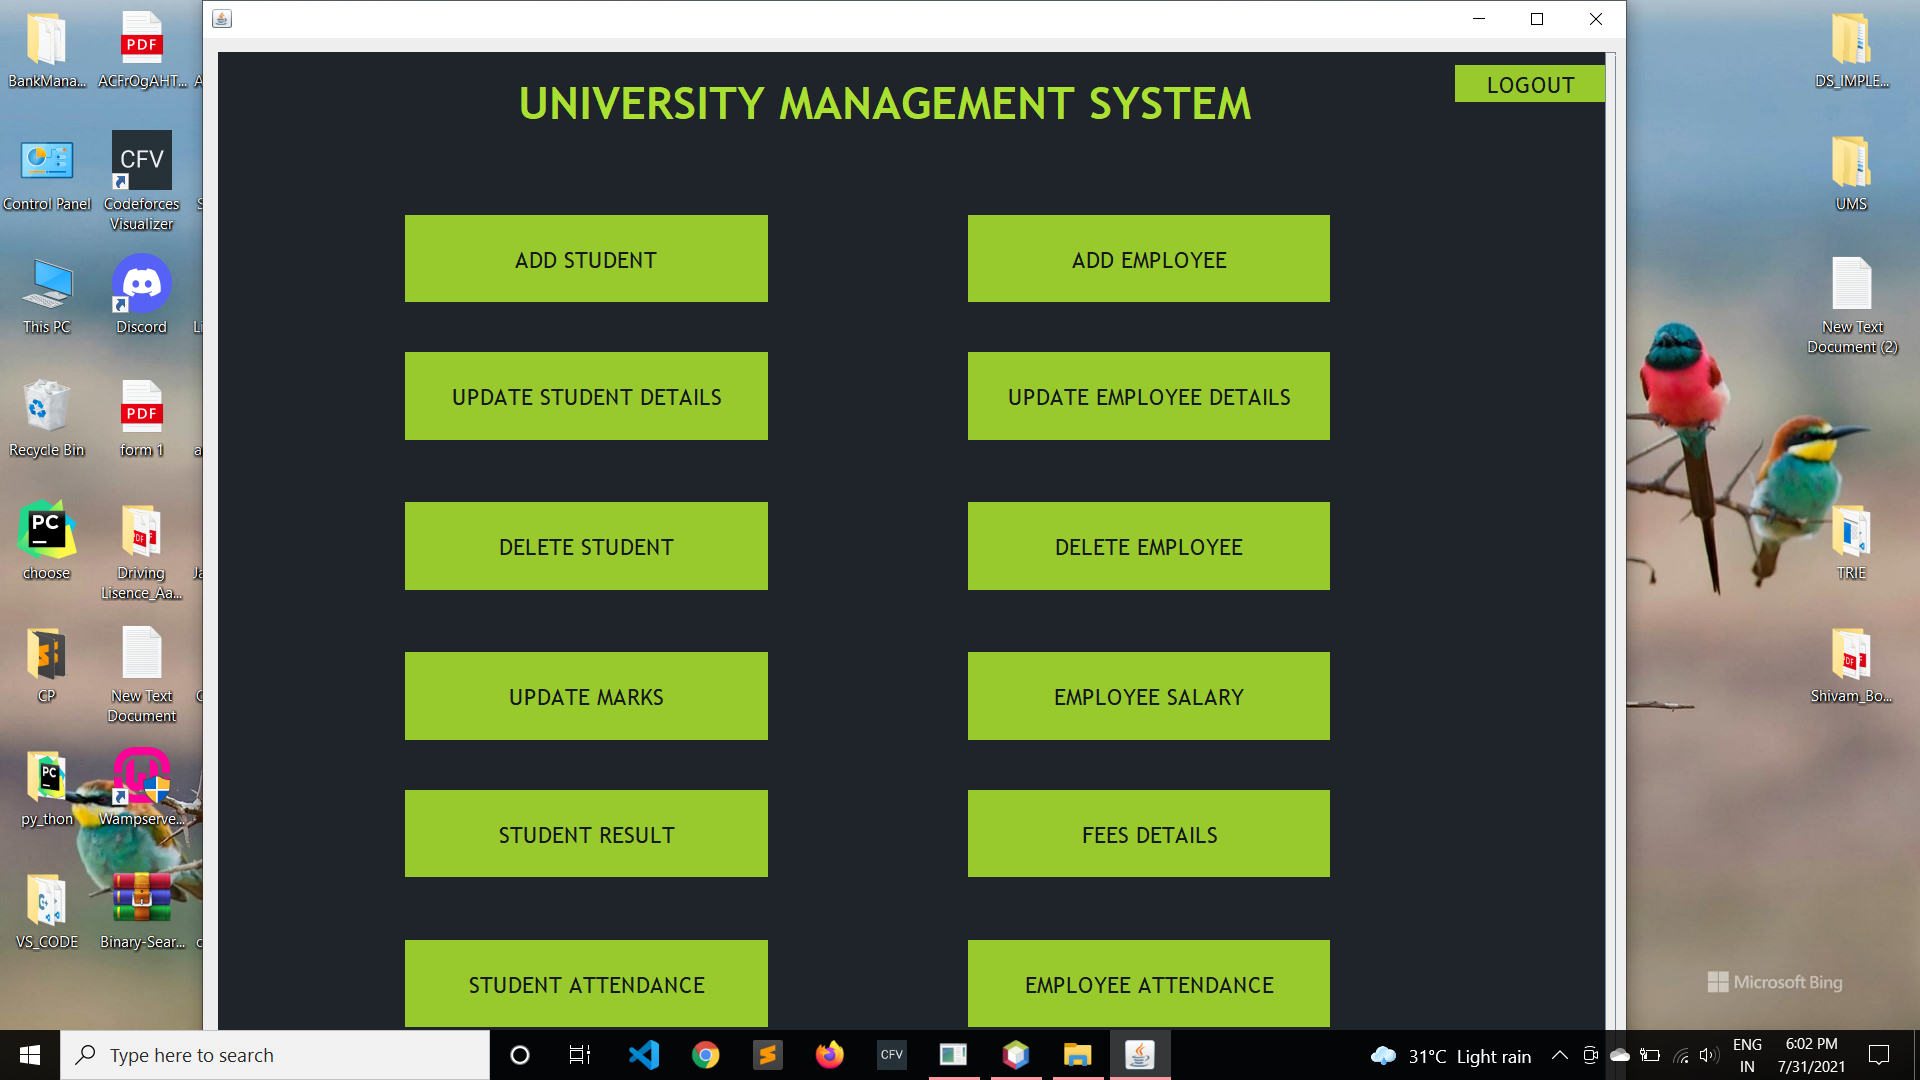 UNIVERSITY MANAGEMENT SYSTEM
LOGOUT
ADD STUDENT
ADD EMPLOYEE
UPDATE STUDENT DETAILS
UPDATE EMPLOYEE DETAILS
DELETE STUDENT
DELETE EMPLOYEE
UPDATE MARKS
EMPLOYEE SALARY
STUDENT RESULT
FEES DETAILS
STUDENT ATTENDANCE
EMPLOYEE ATTENDANCE
BankMana...
PDF
ACFrOgAHT...
Control Panel
CFV
Codeforces
Visualizer
This PC
Discord
Recycle Bin
PDF
form 1
PC
choose
Driving
Lisence_Aa...
CP
New Text
Document
py_thon
Wampserve...
VS_CODE
Binary-Sear...
DS_IMPLE...
UMS
New Text
Document (2)
TRIE
Shivam_Bo...
Microsoft Bing
Type here to search
CFV
31°C Light rain
ENG
IN
6:02 PM
7/31/2021